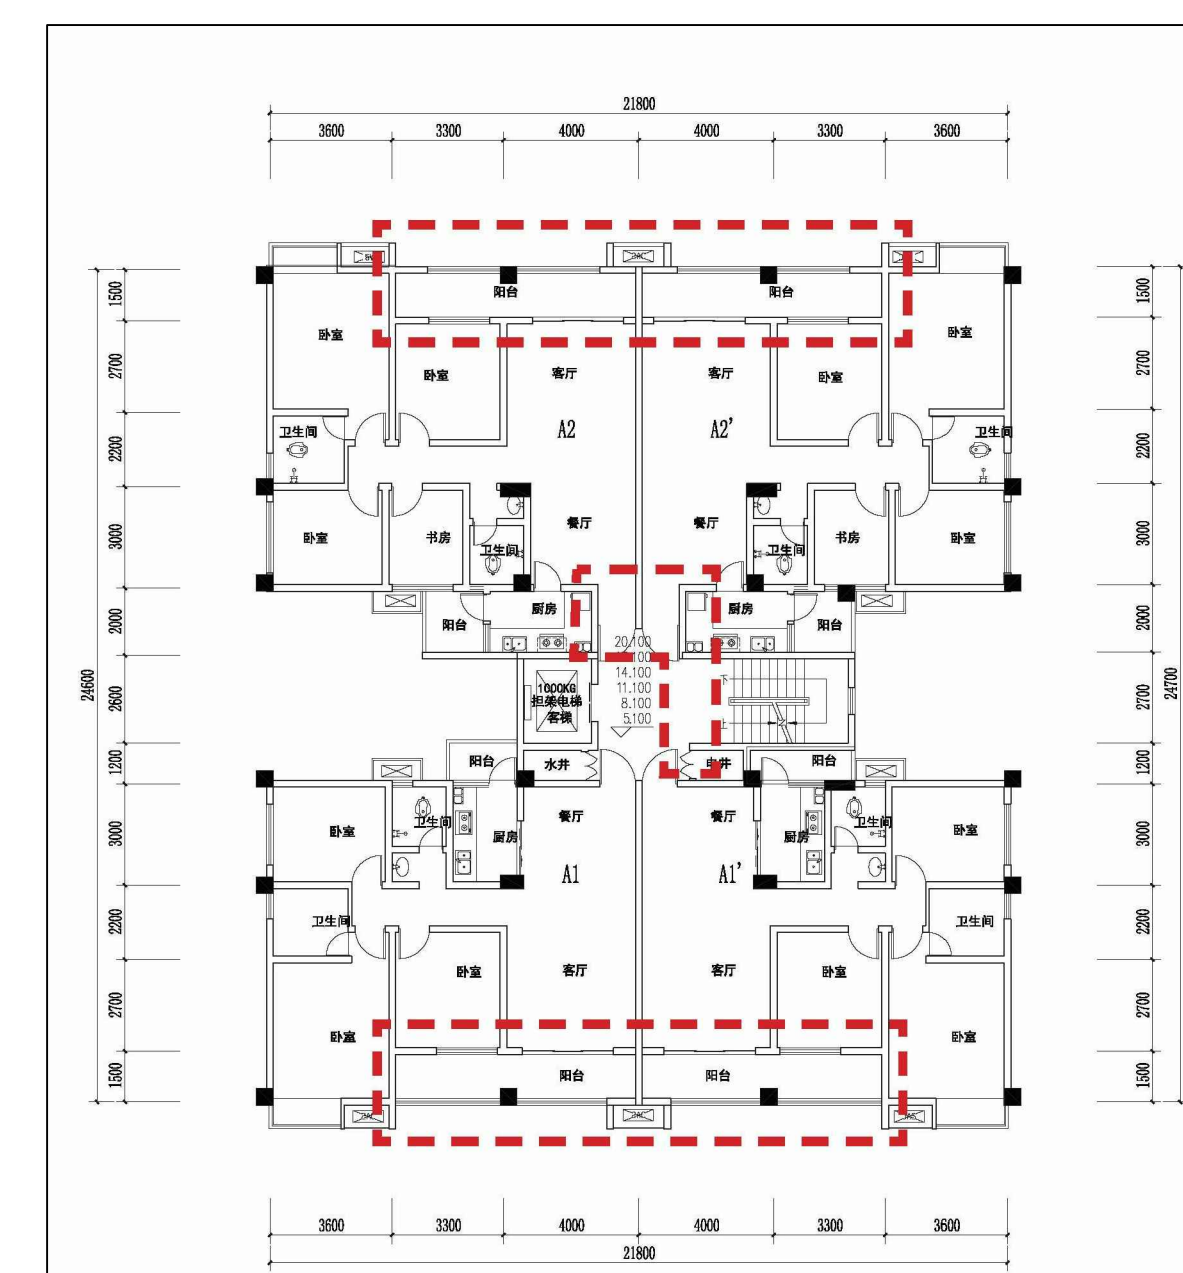 21800
3600 3300 4000 4000 3300 3600
阳台 阳台
1500 1500
卧室 卧室
2700 卧室 客厅 客厅 卧室 2700
A2 A2'
卫生间 卫生间
2200 2200
餐厅 餐厅
3000 卧室 书房 书房 卧室 3000
卫生间 卫生间
厨房 厨房
2000 阳台 阳台 2000
20.100
14.100
24600 24700
1000KG 11.100 下
2600 担架电梯 8.100 2700
客梯 5.100 上
1200 阳台 水井 电井 阳台 1200
餐厅 餐厅
3000 卧室 卫生间 卫生间 卧室 3000
厨房 厨房
A1 A1'
2200 卫生间 卫生间 2200
卧室 客厅 客厅 卧室
2700 2700
卧室 卧室
1500 阳台 阳台 1500
3600 3300 4000 4000 3300 3600
21800